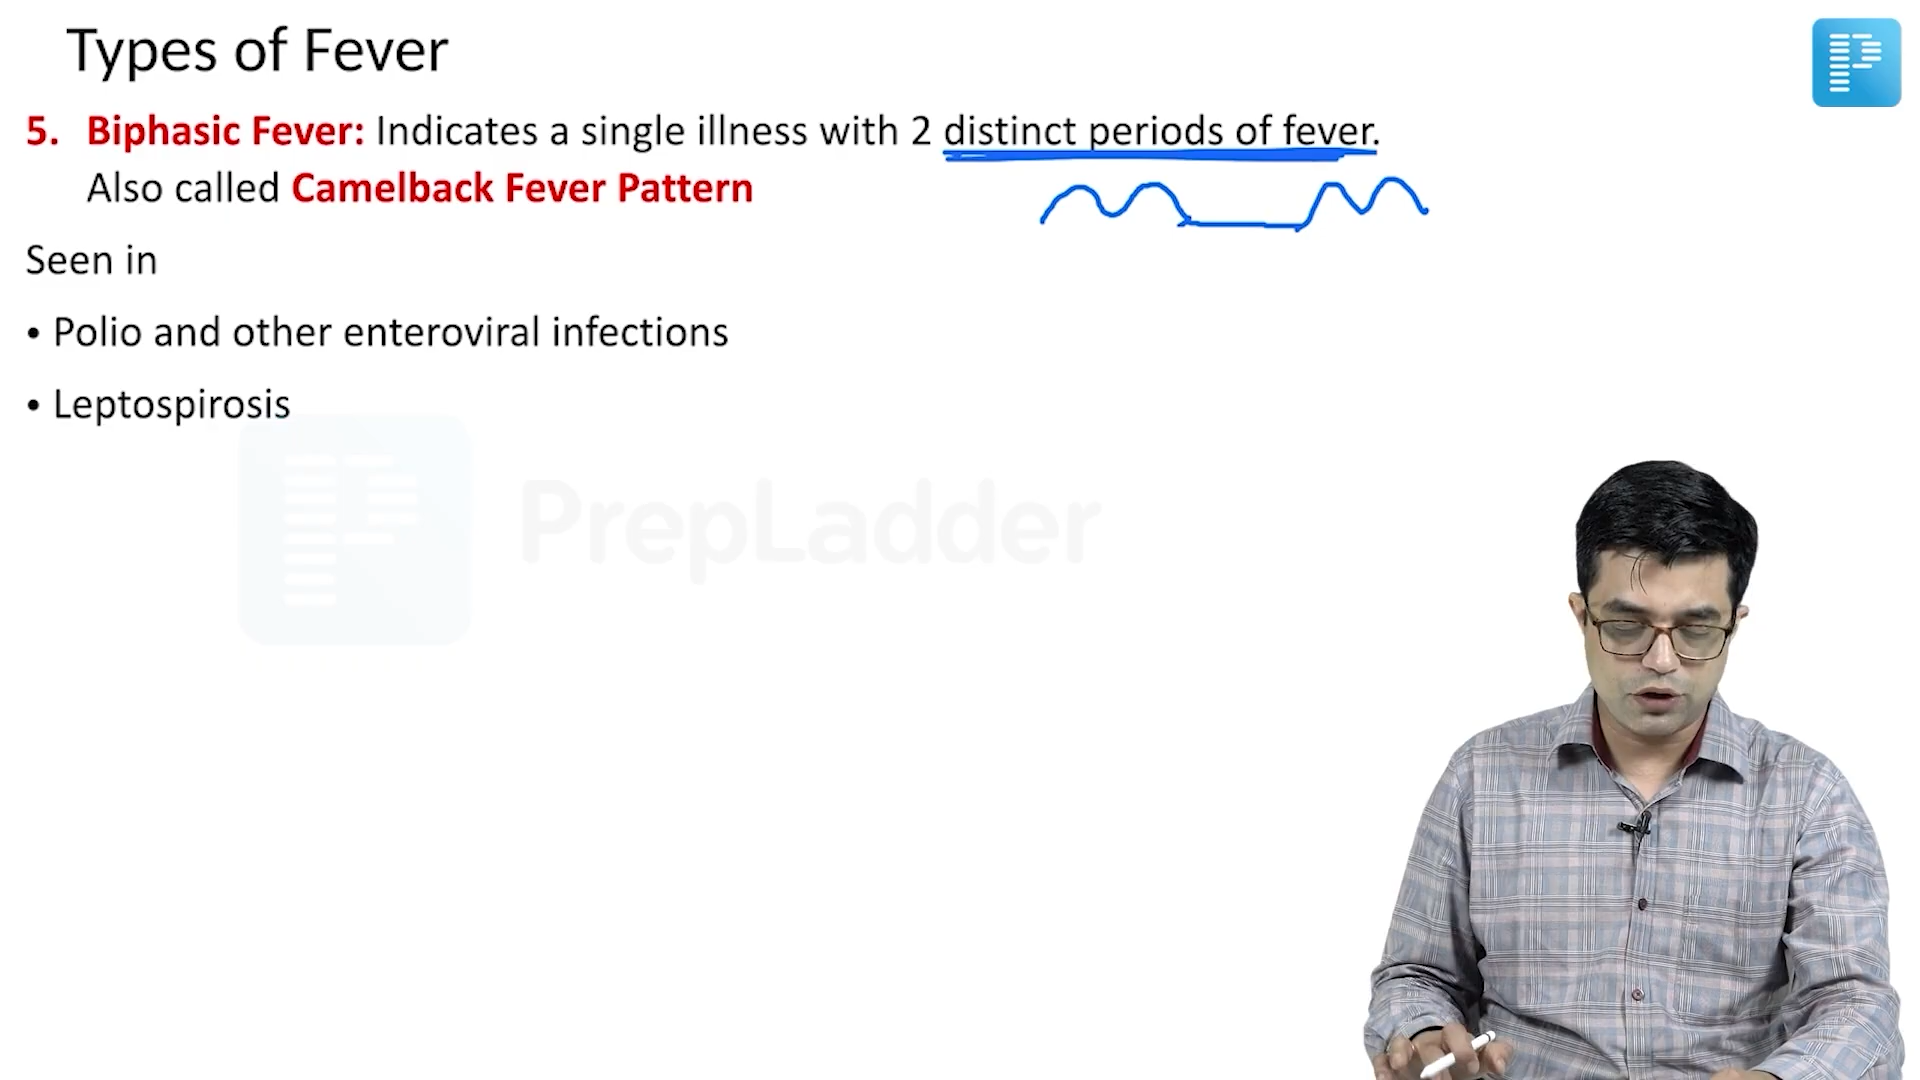 Types of Fever
5. Biphasic Fever: Indicates a single illness with 2 distinct periods of fever.
Also called Camelback Fever Pattern
Seen in
• Polio and other enteroviral infections
• Leptospirosis
PrepLadder